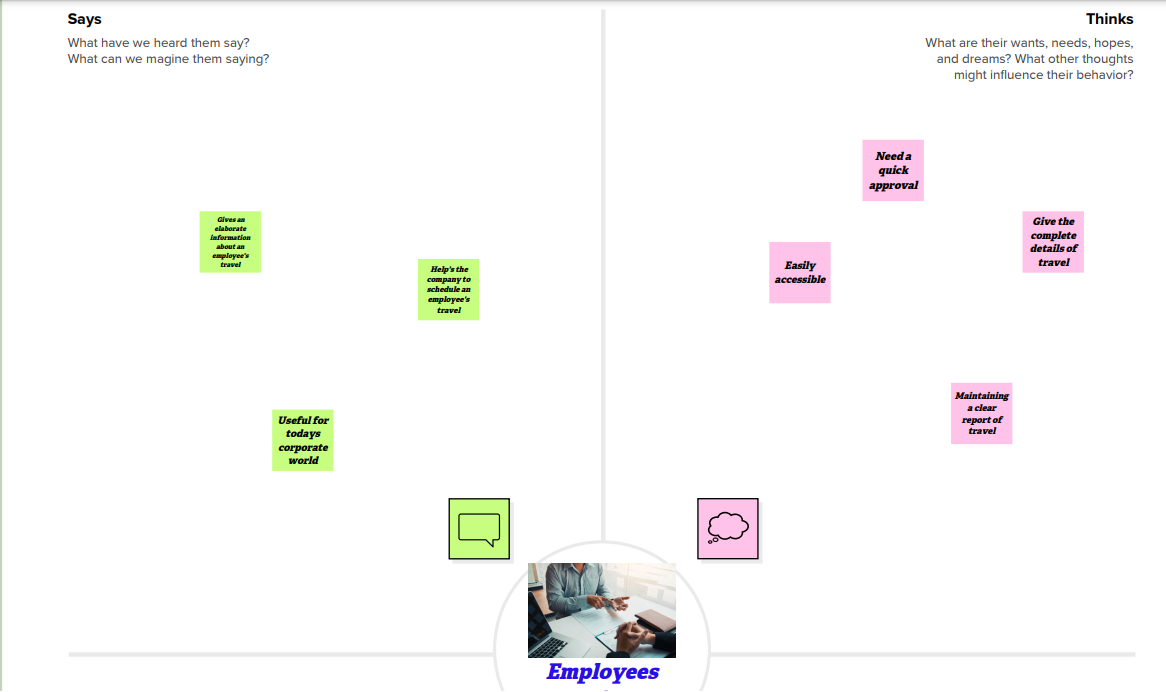 Says
What have we heard them say?
What can we magine them saying?
Thinks
What are their wants, needs, hopes,
and dreams? What other thoughts
might influence their behavior?
Gives an
elaborate
information
about an
employee's
travel
Help's the
company to
schedule an
employee's
travel
Useful for
todays
corporate
world
Need a
quick
approval
Easily
accessible
Give the
complete
details of
travel
Maintaining
a clear
report of
travel
Employees